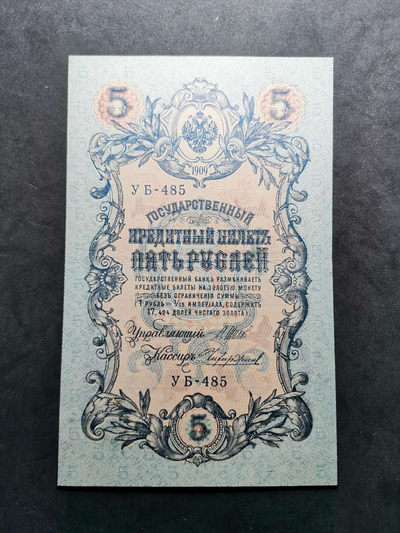 5 5
1909
УБ-485
ГОСУДАРСТВЕННЫЙ
КРЕДИТНЫЙ БИЛЕТЪ
ПЯТЬ РУБЛЕЙ
ГОСУДАРСТВЕННЫЙ БАНКЪ РАЗМѢНИВАЕТЪ
КРЕДИТНЫЕ БИЛЕТЫ НА ЗОЛОТУЮ МОНЕТУ
БЕЗЪ ОГРАНИЧЕНІЯ СУММЫ
(1 РУБЛЬ = 1/15 ИМПЕРІАЛА, СОДЕРЖИТЪ
17,424 ДОЛЕЙ ЧИСТАГО ЗОЛОТА).
Управляющій
Кассиръ
УБ-485
5